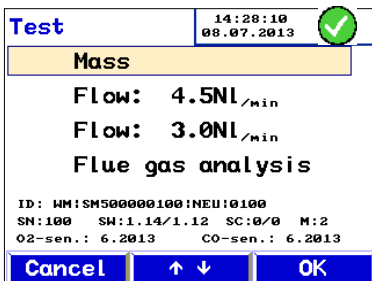 Test
14:28:10
08.07.2013
Mass
Flow: 4.5Nl/min
Flow: 3.0Nl/min
Flue gas analysis
ID: WM!SM500000100!NEU!0100
SN:100 SW:1.14/1.12 SC:0/0 M:2
O2-sen.: 6.2013 CO-sen.: 6.2013
Cancel ↑ ↓ OK